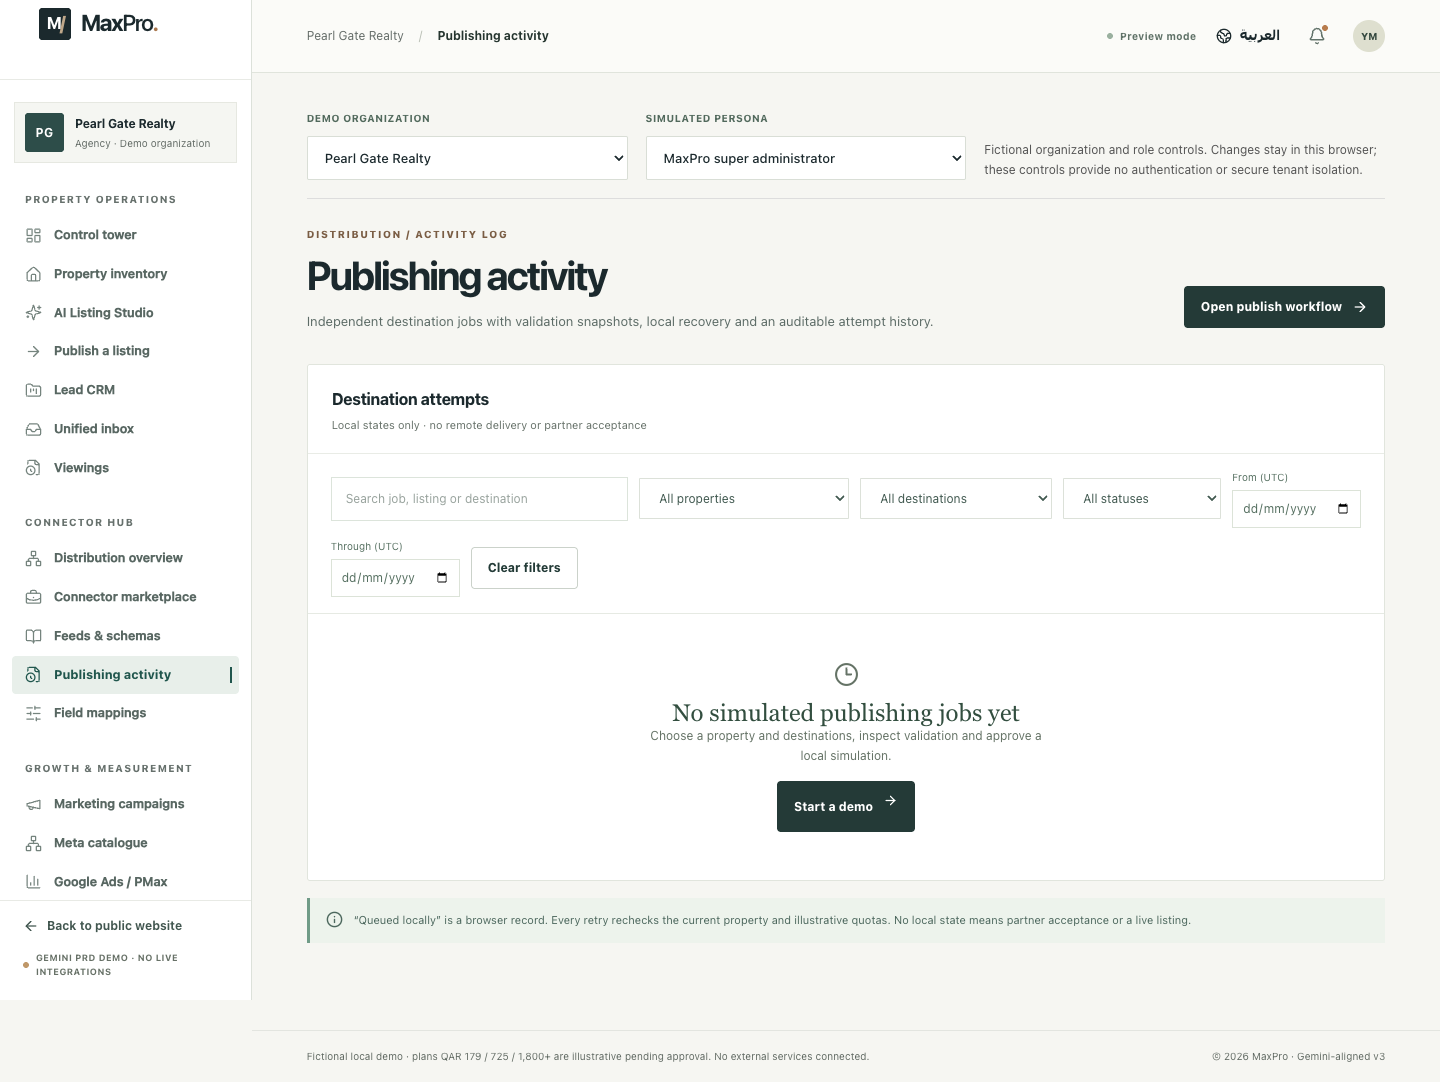 M/ MaxPro.
Pearl Gate Realty / Publishing activity
Preview mode
العربية
YM
PG
Pearl Gate Realty
Agency · Demo organization
PROPERTY OPERATIONS
Control tower
Property inventory
AI Listing Studio
Publish a listing
Lead CRM
Unified inbox
Viewings
CONNECTOR HUB
Distribution overview
Connector marketplace
Feeds & schemas
Publishing activity
Field mappings
GROWTH & MEASUREMENT
Marketing campaigns
Meta catalogue
Google Ads / PMax
Back to public website
GEMINI PRD DEMO · NO LIVE
INTEGRATIONS
DEMO ORGANIZATION
Pearl Gate Realty
SIMULATED PERSONA
MaxPro super administrator
Fictional organization and role controls. Changes stay in this browser;
these controls provide no authentication or secure tenant isolation.
DISTRIBUTION / ACTIVITY LOG
Publishing activity
Independent destination jobs with validation snapshots, local recovery and an auditable attempt history.
Open publish workflow
Destination attempts
Local states only · no remote delivery or partner acceptance
Search job, listing or destination
All properties
All destinations
All statuses
From (UTC)
dd/mm/yyyy
Through (UTC)
dd/mm/yyyy
Clear filters
No simulated publishing jobs yet
Choose a property and destinations, inspect validation and approve a
local simulation.
Start a demo
“Queued locally” is a browser record. Every retry rechecks the current property and illustrative quotas. No local state means partner acceptance or a live listing.
Fictional local demo · plans QAR 179 / 725 / 1,800+ are illustrative pending approval. No external services connected.
© 2026 MaxPro · Gemini-aligned v3